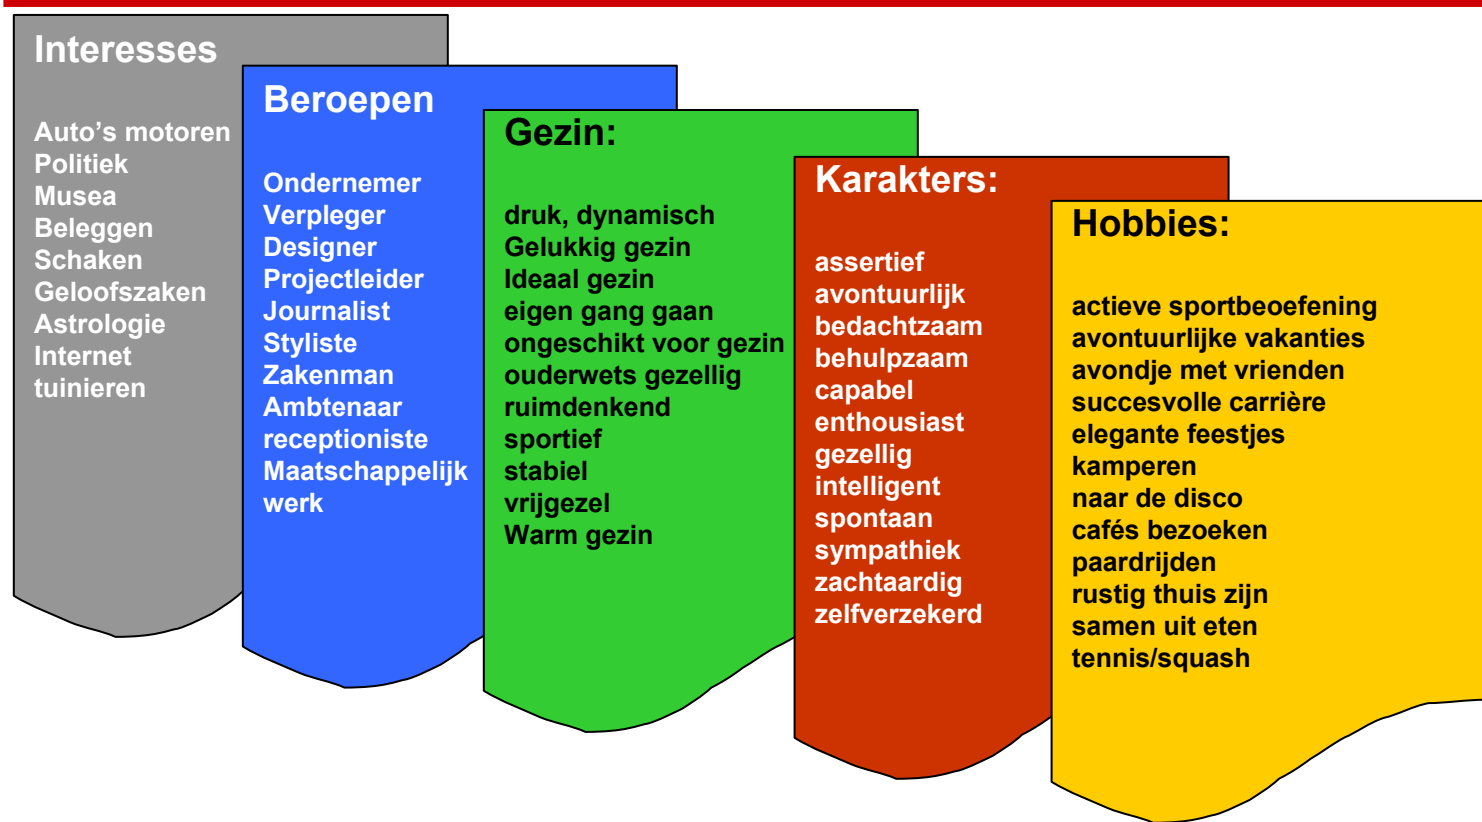 Interesses
Auto’s motoren
Politiek
Musea
Beleggen
Schaken
Geloofszaken
Astrologie
Internet
tuinieren
Beroepen
Ondernemer
Verpleger
Designer
Projectleider
Journalist
Styliste
Zakenman
Ambtenaar
receptioniste
Maatschappelijk
werk
Gezin:
druk, dynamisch
Gelukkig gezin
Ideaal gezin
eigen gang gaan
ongeschikt voor gezin
ouderwets gezellig
ruimdenkend
sportief
stabiel
vrijgezel
Warm gezin
Karakters:
assertief
avontuurlijk
bedachtzaam
behulpzaam
capabel
enthousiast
gezellig
intelligent
spontaan
sympathiek
zachtaardig
zelfverzekerd
Hobbies:
actieve sportbeoefening
avontuurlijke vakanties
avondje met vrienden
succesvolle carrière
elegante feestjes
kamperen
naar de disco
cafés bezoeken
paardrijden
rustig thuis zijn
samen uit eten
tennis/squash